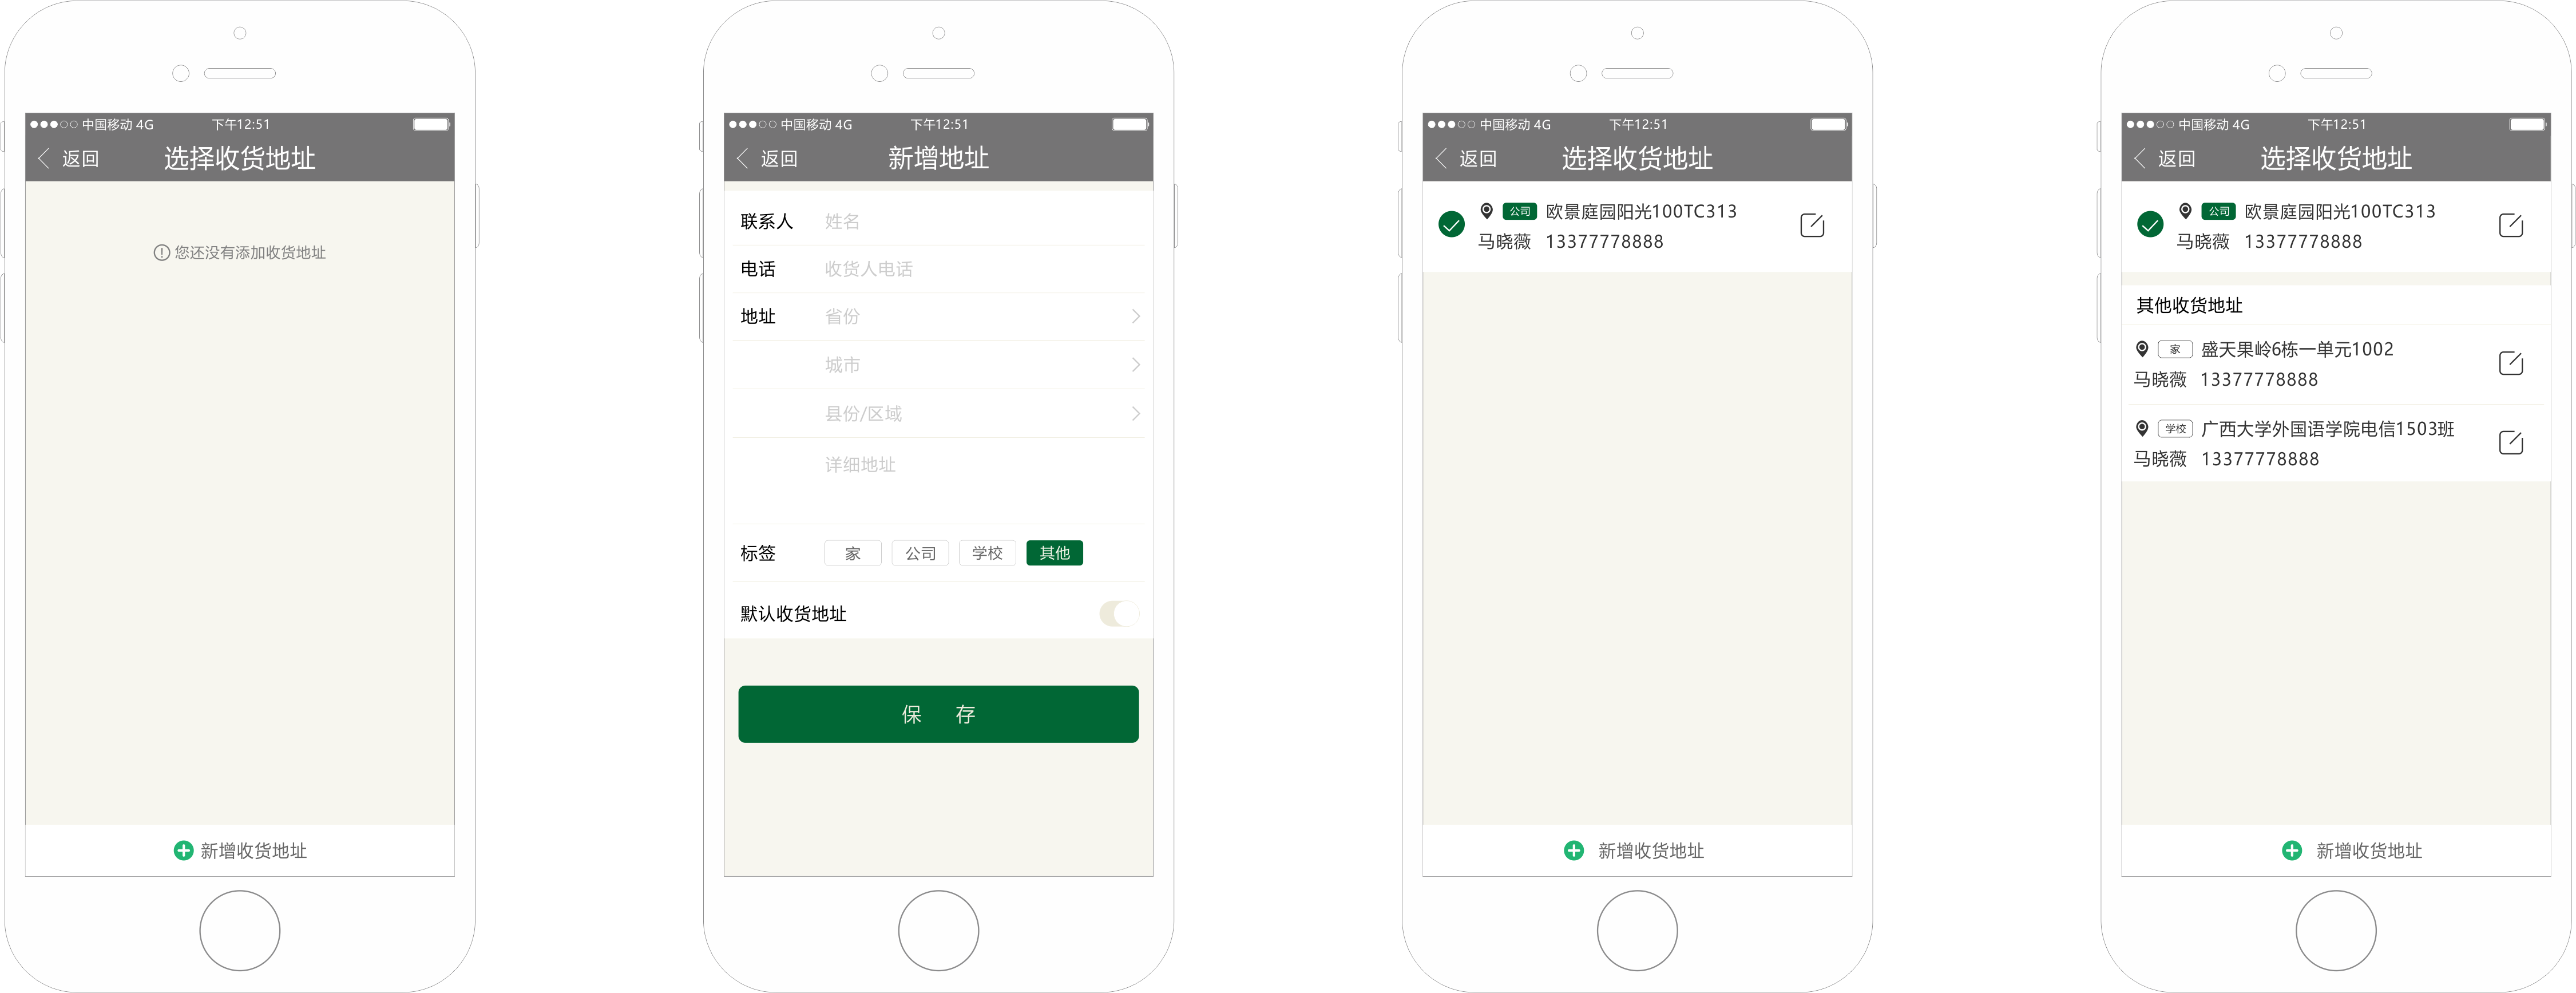 中国移动 4G 下午12:51
返回 选择收货地址
您还没有添加收货地址
新增收货地址
中国移动 4G 下午12:51
返回 新增地址
联系人 姓名
电话 收货人电话
地址 省份
城市
县份/区域
详细地址
标签 家 公司 学校 其他
默认收货地址
保 存
中国移动 4G 下午12:51
返回 选择收货地址
公司 欧景庭园阳光100TC313
马晓薇 13377778888
新增收货地址
中国移动 4G 下午12:51
返回 选择收货地址
公司 欧景庭园阳光100TC313
马晓薇 13377778888
其他收货地址
家 盛天果岭6栋一单元1002
马晓薇 13377778888
学校 广西大学外国语学院电信1503班
马晓薇 13377778888
新增收货地址